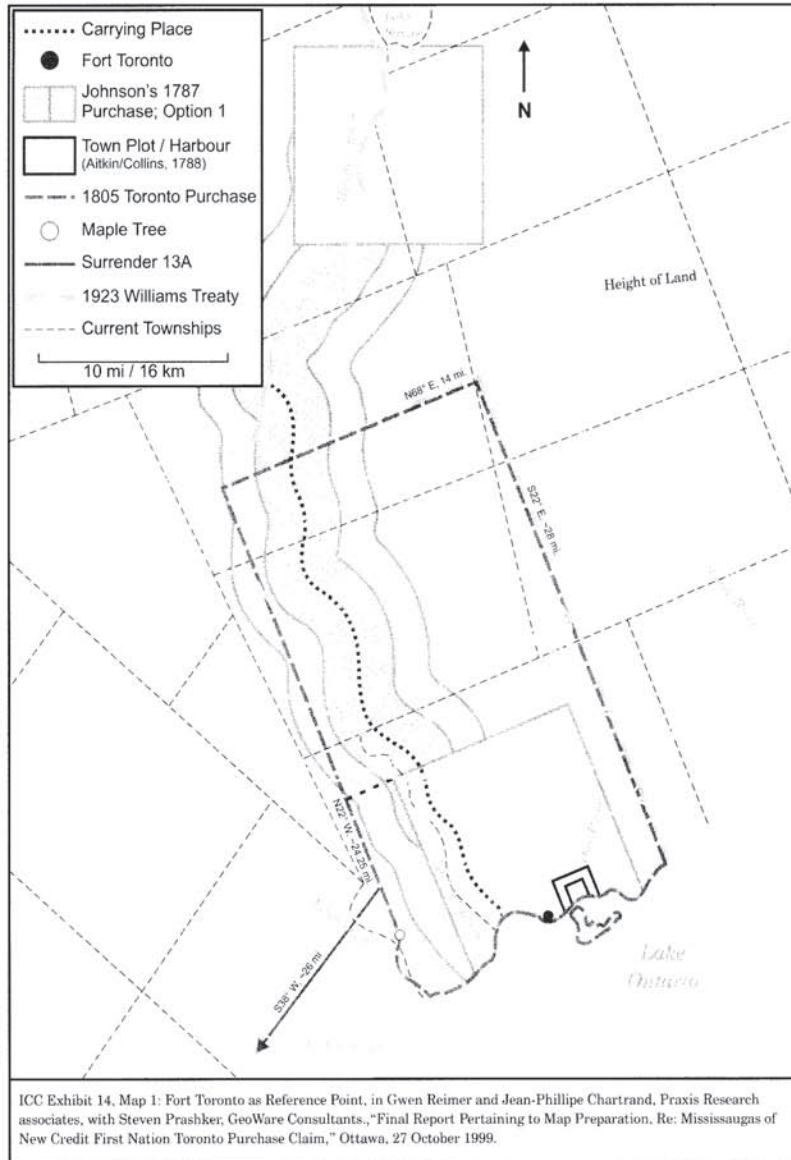 Carrying Place
Fort Toronto
Johnson's 1787
Purchase; Option 1
Town Plot / Harbour
(Aitkin/Collins, 1788)
1805 Toronto Purchase
Maple Tree
Surrender 13A
1923 Williams Treaty
Current Townships
10 mi / 16 km
N
Height of Land
N68° E, 14 mi.
S22° E, ~28 mi.
N22° W, ~24.25 mi.
S38° W, ~26 mi
Lake
Ontario
ICC Exhibit 14, Map 1: Fort Toronto as Reference Point, in Gwen Reimer and Jean-Phillipe Chartrand, Praxis Research
associates, with Steven Prashker, GeoWare Consultants.,"Final Report Pertaining to Map Preparation, Re: Mississaugas of
New Credit First Nation Toronto Purchase Claim," Ottawa, 27 October 1999.